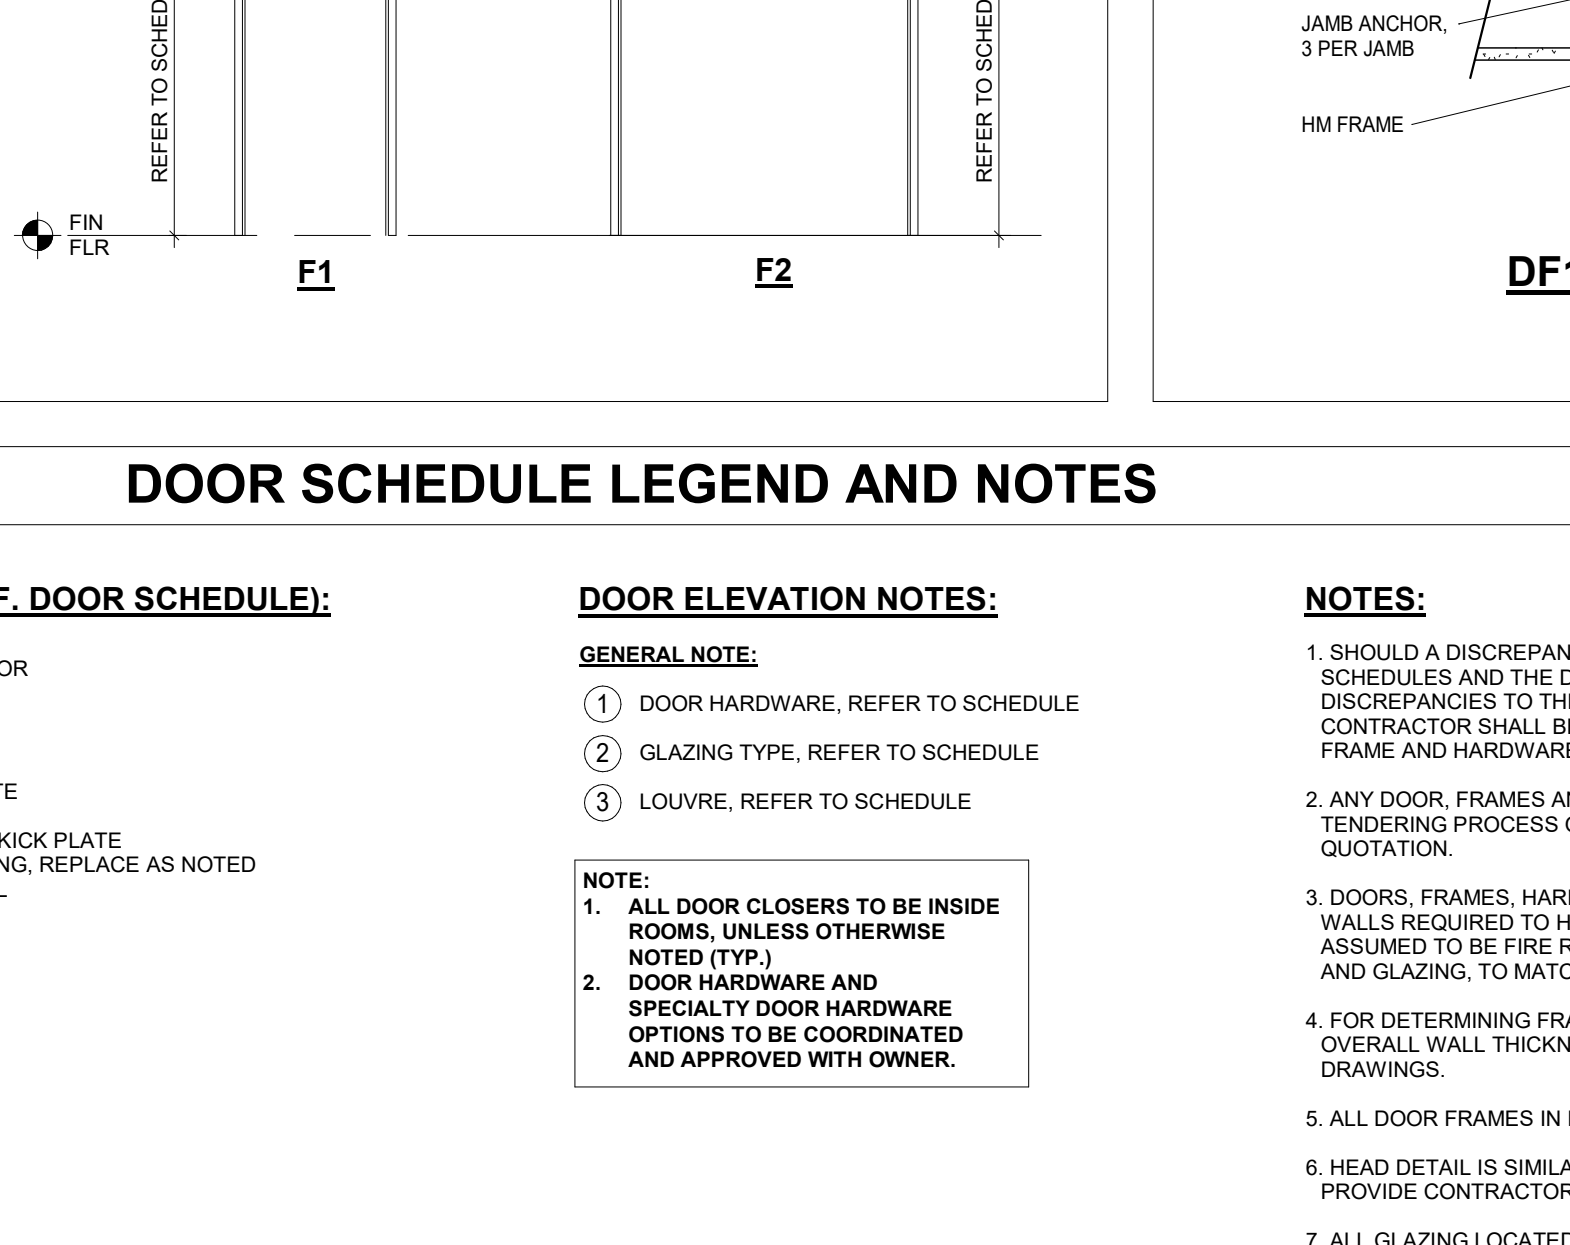 REFER TO SCHED
REFER TO SCHED
JAMB ANCHOR,
3 PER JAMB
HM FRAME
FIN
FLR
F1
F2
DF1
DOOR SCHEDULE LEGEND AND NOTES
F. DOOR SCHEDULE):
OR
TE
KICK PLATE
NG, REPLACE AS NOTED
DOOR ELEVATION NOTES:
GENERAL NOTE:
1 DOOR HARDWARE, REFER TO SCHEDULE
2 GLAZING TYPE, REFER TO SCHEDULE
3 LOUVRE, REFER TO SCHEDULE
NOTE:
1. ALL DOOR CLOSERS TO BE INSIDE
ROOMS, UNLESS OTHERWISE
NOTED (TYP.)
2. DOOR HARDWARE AND
SPECIALTY DOOR HARDWARE
OPTIONS TO BE COORDINATED
AND APPROVED WITH OWNER.
NOTES:
1. SHOULD A DISCREPAN
SCHEDULES AND THE D
DISCREPANCIES TO THE
CONTRACTOR SHALL BE
FRAME AND HARDWARE
2. ANY DOOR, FRAMES AN
TENDERING PROCESS
QUOTATION.
3. DOORS, FRAMES, HAR
WALLS REQUIRED TO H
ASSUMED TO BE FIRE R
AND GLAZING, TO MATC
4. FOR DETERMINING FRA
OVERALL WALL THICKN
DRAWINGS.
5. ALL DOOR FRAMES IN
6. HEAD DETAIL IS SIMILA
PROVIDE CONTRACTOR
7. ALL GLAZING LOCATED